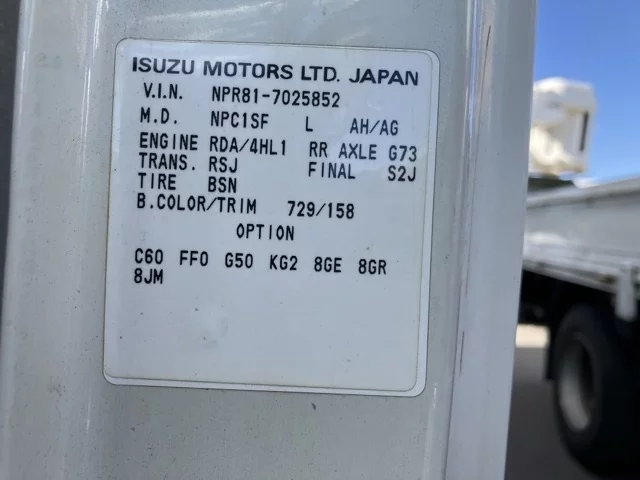 ISUZU MOTORS LTD. JAPAN
V.I.N. NPR81-7025852
M.D. NPC1SF L AH/AG
ENGINE RDA/4HL1 RR AXLE G73
TRANS. RSJ FINAL S2J
TIRE BSN
B.COLOR/TRIM 729/158
OPTION
C60 FF0 G50 KG2 8GE 8GR
8JM